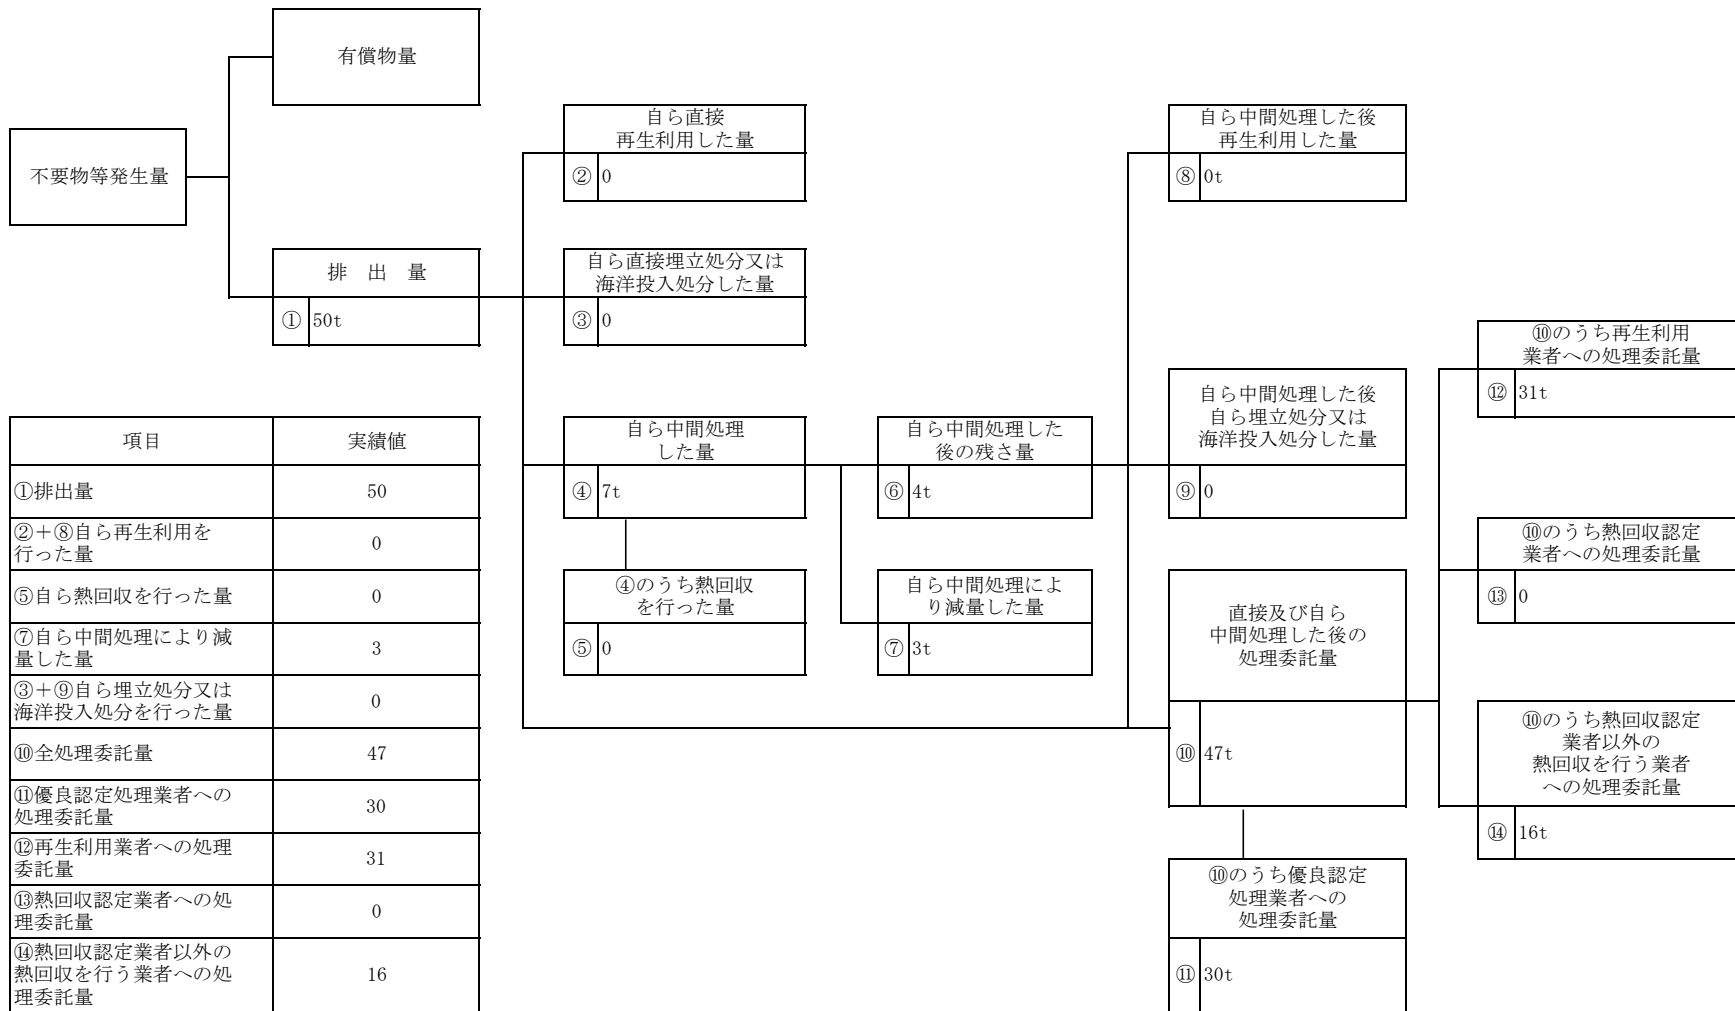 有償物量
不要物等発生量
排 出 量
① 50t
自ら直接
再生利用した量
② 0
自ら直接埋立処分又は
海洋投入処分した量
③ 0
自ら中間処理
した量
④ 7t
④のうち熱回収
を行った量
⑤ 0
自ら中間処理した
後の残さ量
⑥ 4t
自ら中間処理によ
り減量した量
⑦ 3t
自ら中間処理した後
再生利用した量
⑧ 0t
自ら中間処理した後
自ら埋立処分又は
海洋投入処分した量
⑨ 0
直接及び自ら
中間処理した後の
処理委託量
⑩ 47t
⑩のうち優良認定
処理業者への
処理委託量
⑪ 30t
⑩のうち再生利用
業者への処理委託量
⑫ 31t
⑩のうち熱回収認定
業者への処理委託量
⑬ 0
⑩のうち熱回収認定
業者以外の
熱回収を行う業者
への処理委託量
⑭ 16t
項目 実績値
①排出量 50
②+⑧自ら再生利用を
行った量 0
⑤自ら熱回収を行った量 0
⑦自ら中間処理により減
量した量 3
③+⑨自ら埋立処分又は
海洋投入処分を行った量 0
⑩全処理委託量 47
⑪優良認定処理業者への
処理委託量 30
⑫再生利用業者への処理
委託量 31
⑬熱回収認定業者への処
理委託量 0
⑭熱回収認定業者以外の
熱回収を行う業者への処
理委託量 16